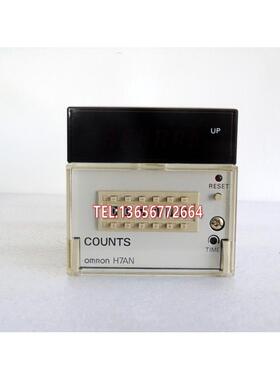 UP
RESET
TEL:13656772664
COUNTS
TIME
omron H7AN